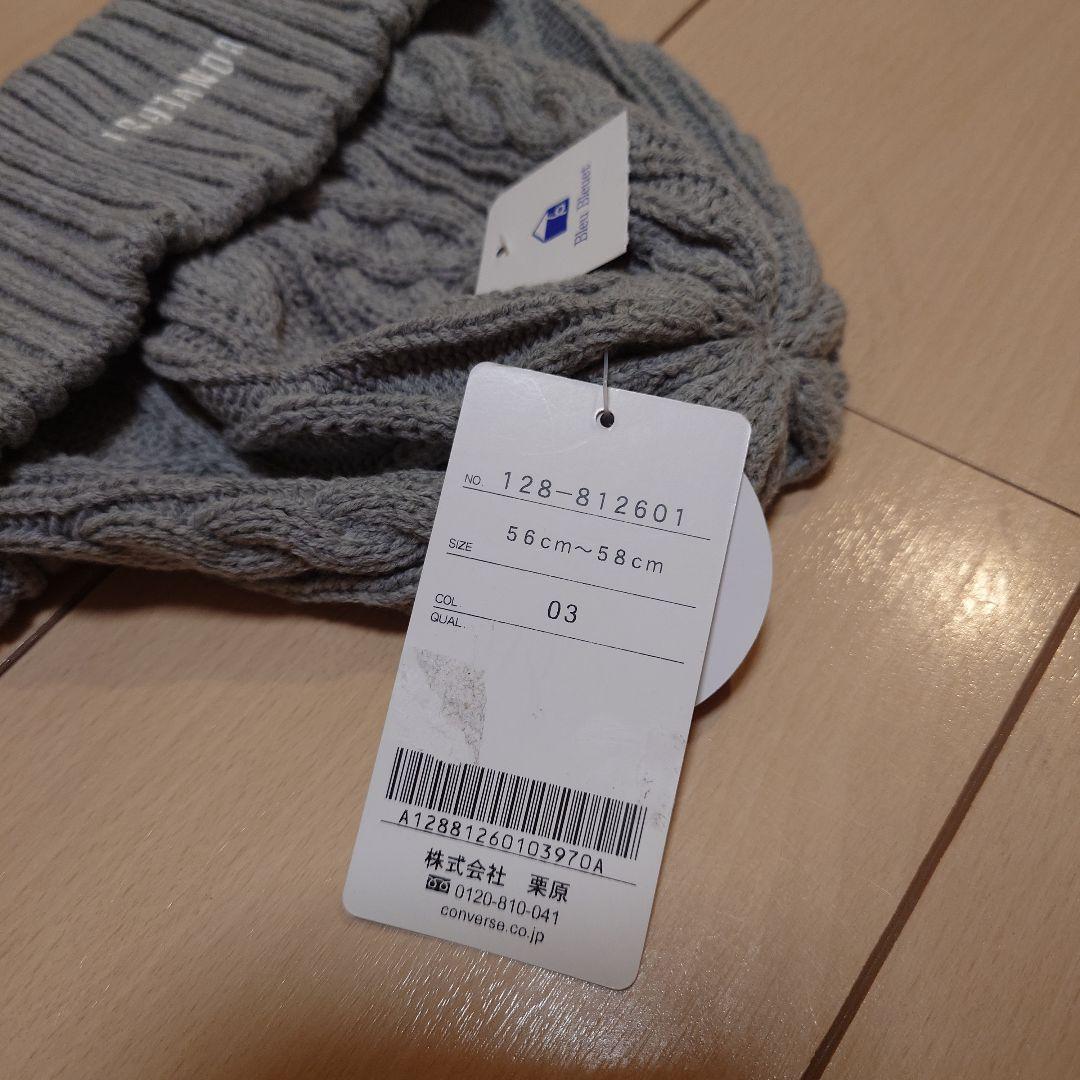 Bleu Bleuet
NO. 128-812601
SIZE 56cm～58cm
COL. 03
QUAL.
A12881260103970A
株式会社 栗原
0120-810-041
converse.co.jp